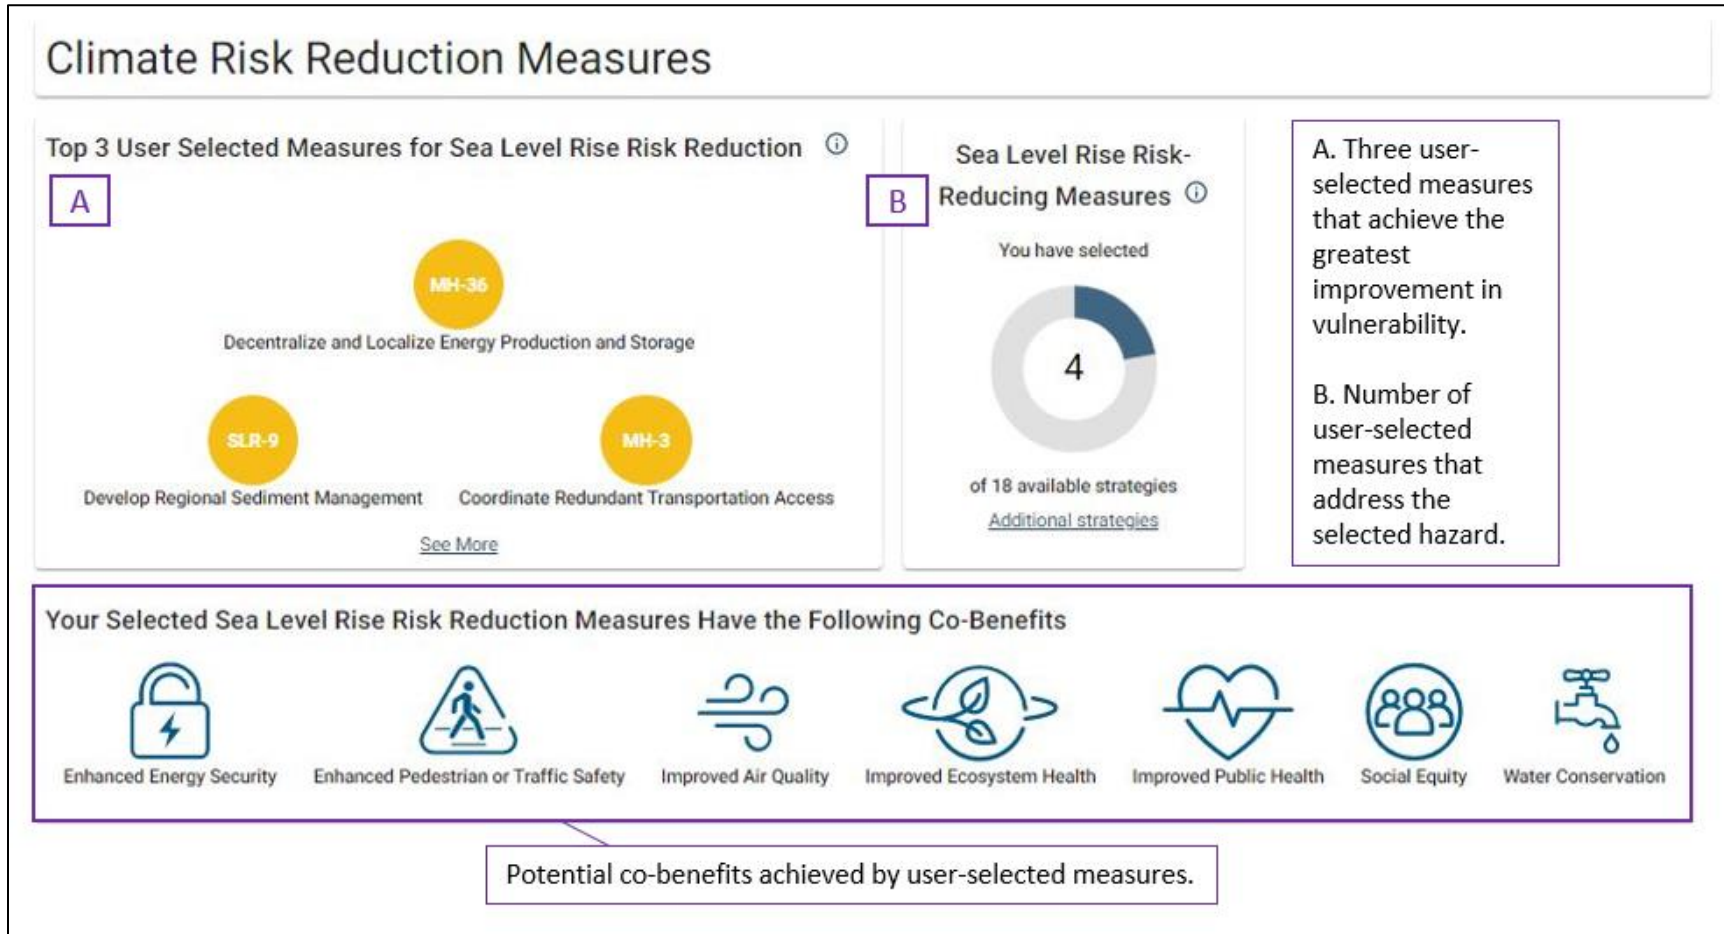 Climate Risk Reduction Measures
Top 3 User Selected Measures for Sea Level Rise Risk Reduction
A
MH-36
Decentralize and Localize Energy Production and Storage
SLR-9
Develop Regional Sediment Management
MH-3
Coordinate Redundant Transportation Access
See More
B
Sea Level Rise Risk-
Reducing Measures
You have selected
4
of 18 available strategies
Additional strategies
A. Three user-
selected measures
that achieve the
greatest
improvement in
vulnerability.
B. Number of
user-selected
measures that
address the
selected hazard.
Your Selected Sea Level Rise Risk Reduction Measures Have the Following Co-Benefits
Enhanced Energy Security
Enhanced Pedestrian or Traffic Safety
Improved Air Quality
Improved Ecosystem Health
Improved Public Health
Social Equity
Water Conservation
Potential co-benefits achieved by user-selected measures.